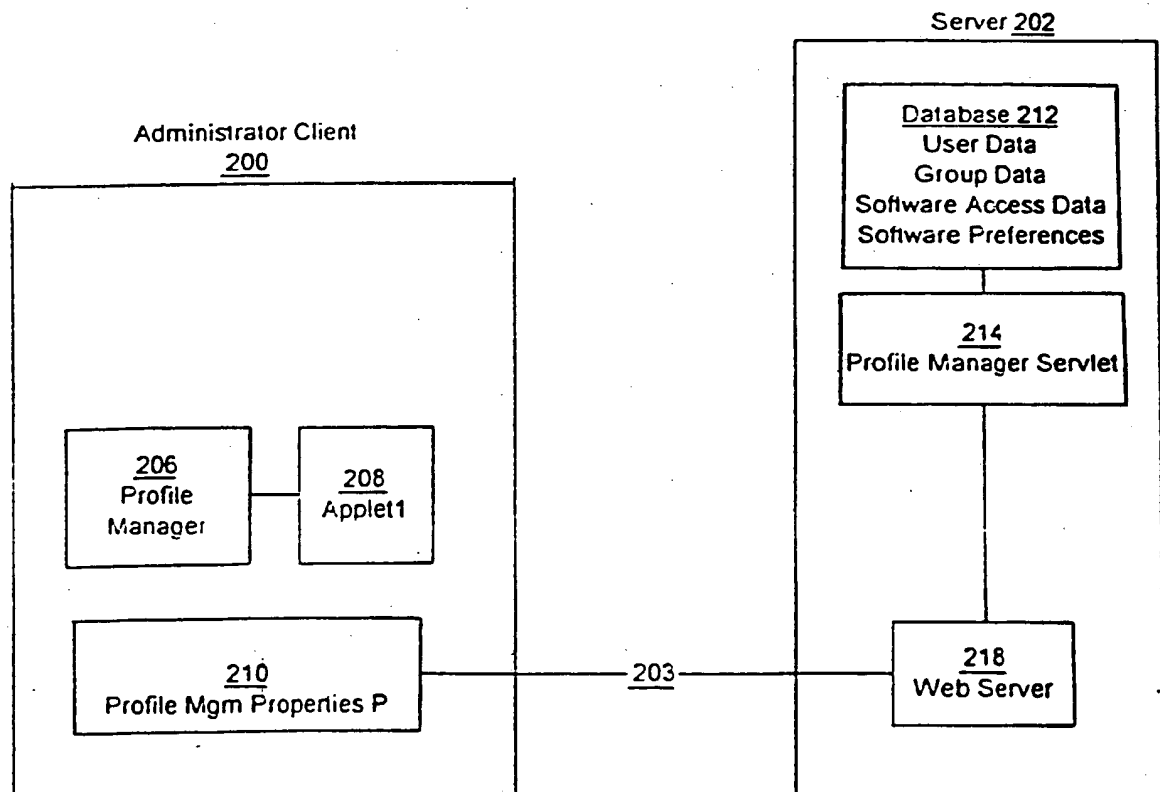 Server 202
Database 212
User Data
Group Data
Software Access Data
Software Preferences
Administrator Client
200
214
Profile Manager Servlet
206
Profile
Manager
208
Applet1
210
Profile Mgm Properties P
203
218
Web Server